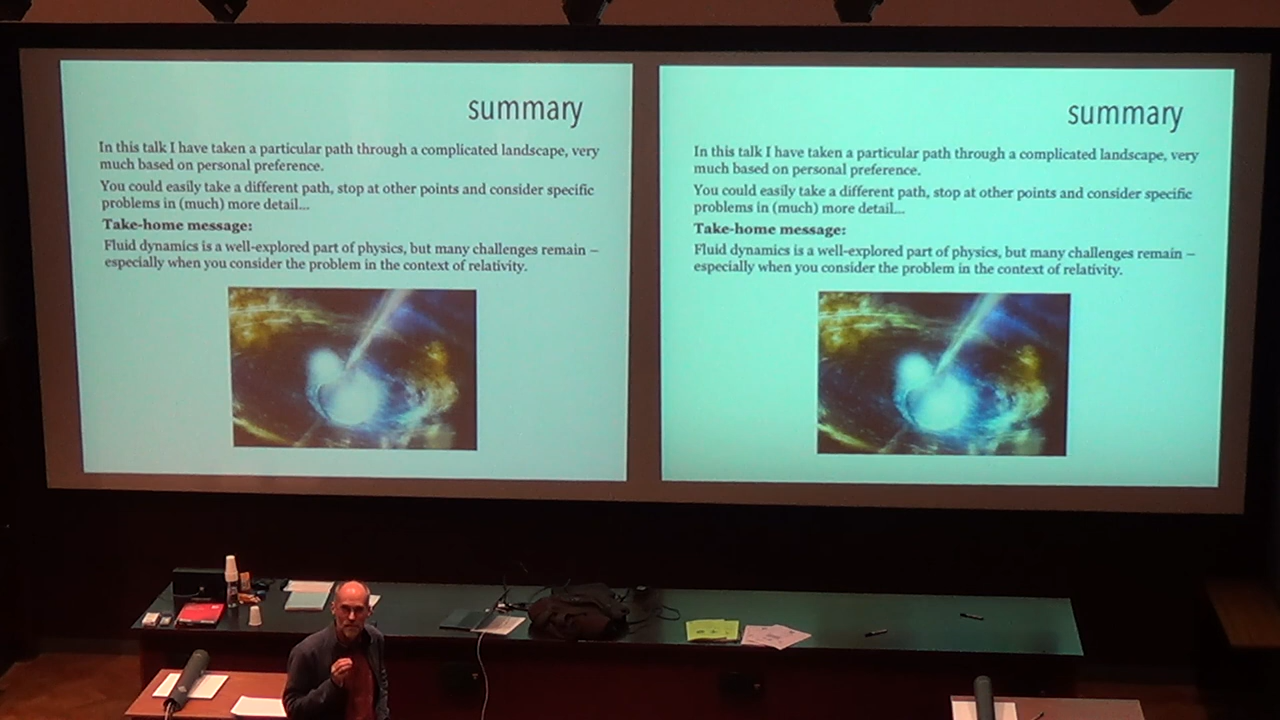 summary
In this talk I have taken a particular path through a complicated landscape, very
much based on personal preference.
You could easily take a different path, stop at other points and consider specific
problems in (much) more detail...
Take-home message:
Fluid dynamics is a well-explored part of physics, but many challenges remain –
especially when you consider the problem in the context of relativity.
summary
In this talk I have taken a particular path through a complicated landscape, very
much based on personal preference.
You could easily take a different path, stop at other points and consider specific
problems in (much) more detail...
Take-home message:
Fluid dynamics is a well-explored part of physics, but many challenges remain –
especially when you consider the problem in the context of relativity.